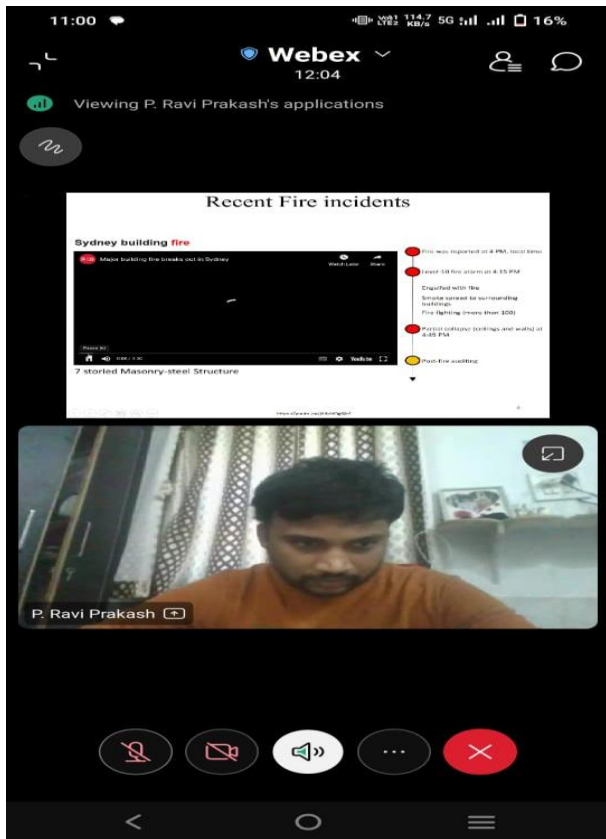 11:00
VoLTE1 LTE2 114.7 KB/s 5G 16%
Webex
12:04
Viewing P. Ravi Prakash's applications
Recent Fire incidents
Sydney building fire
Major building fire breaks out in Sydney
Watch Later Share
YouTube
7 storied Masonry-steel Structure
Fire was reported at 4 PM, local time
Level-10 fire alarm at 4:15 PM
Engulfed with fire
Smoke spread to surrounding
buildings
Fire fighting (more than 100)
Partial collapse (ceilings and walls) at
4:45 PM
Post-fire auditing
P. Ravi Prakash